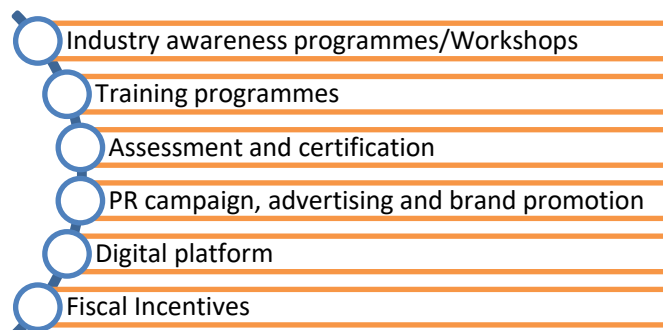 Industry awareness programmes/Workshops
Training programmes
Assessment and certification
PR campaign, advertising and brand promotion
Digital platform
Fiscal Incentives